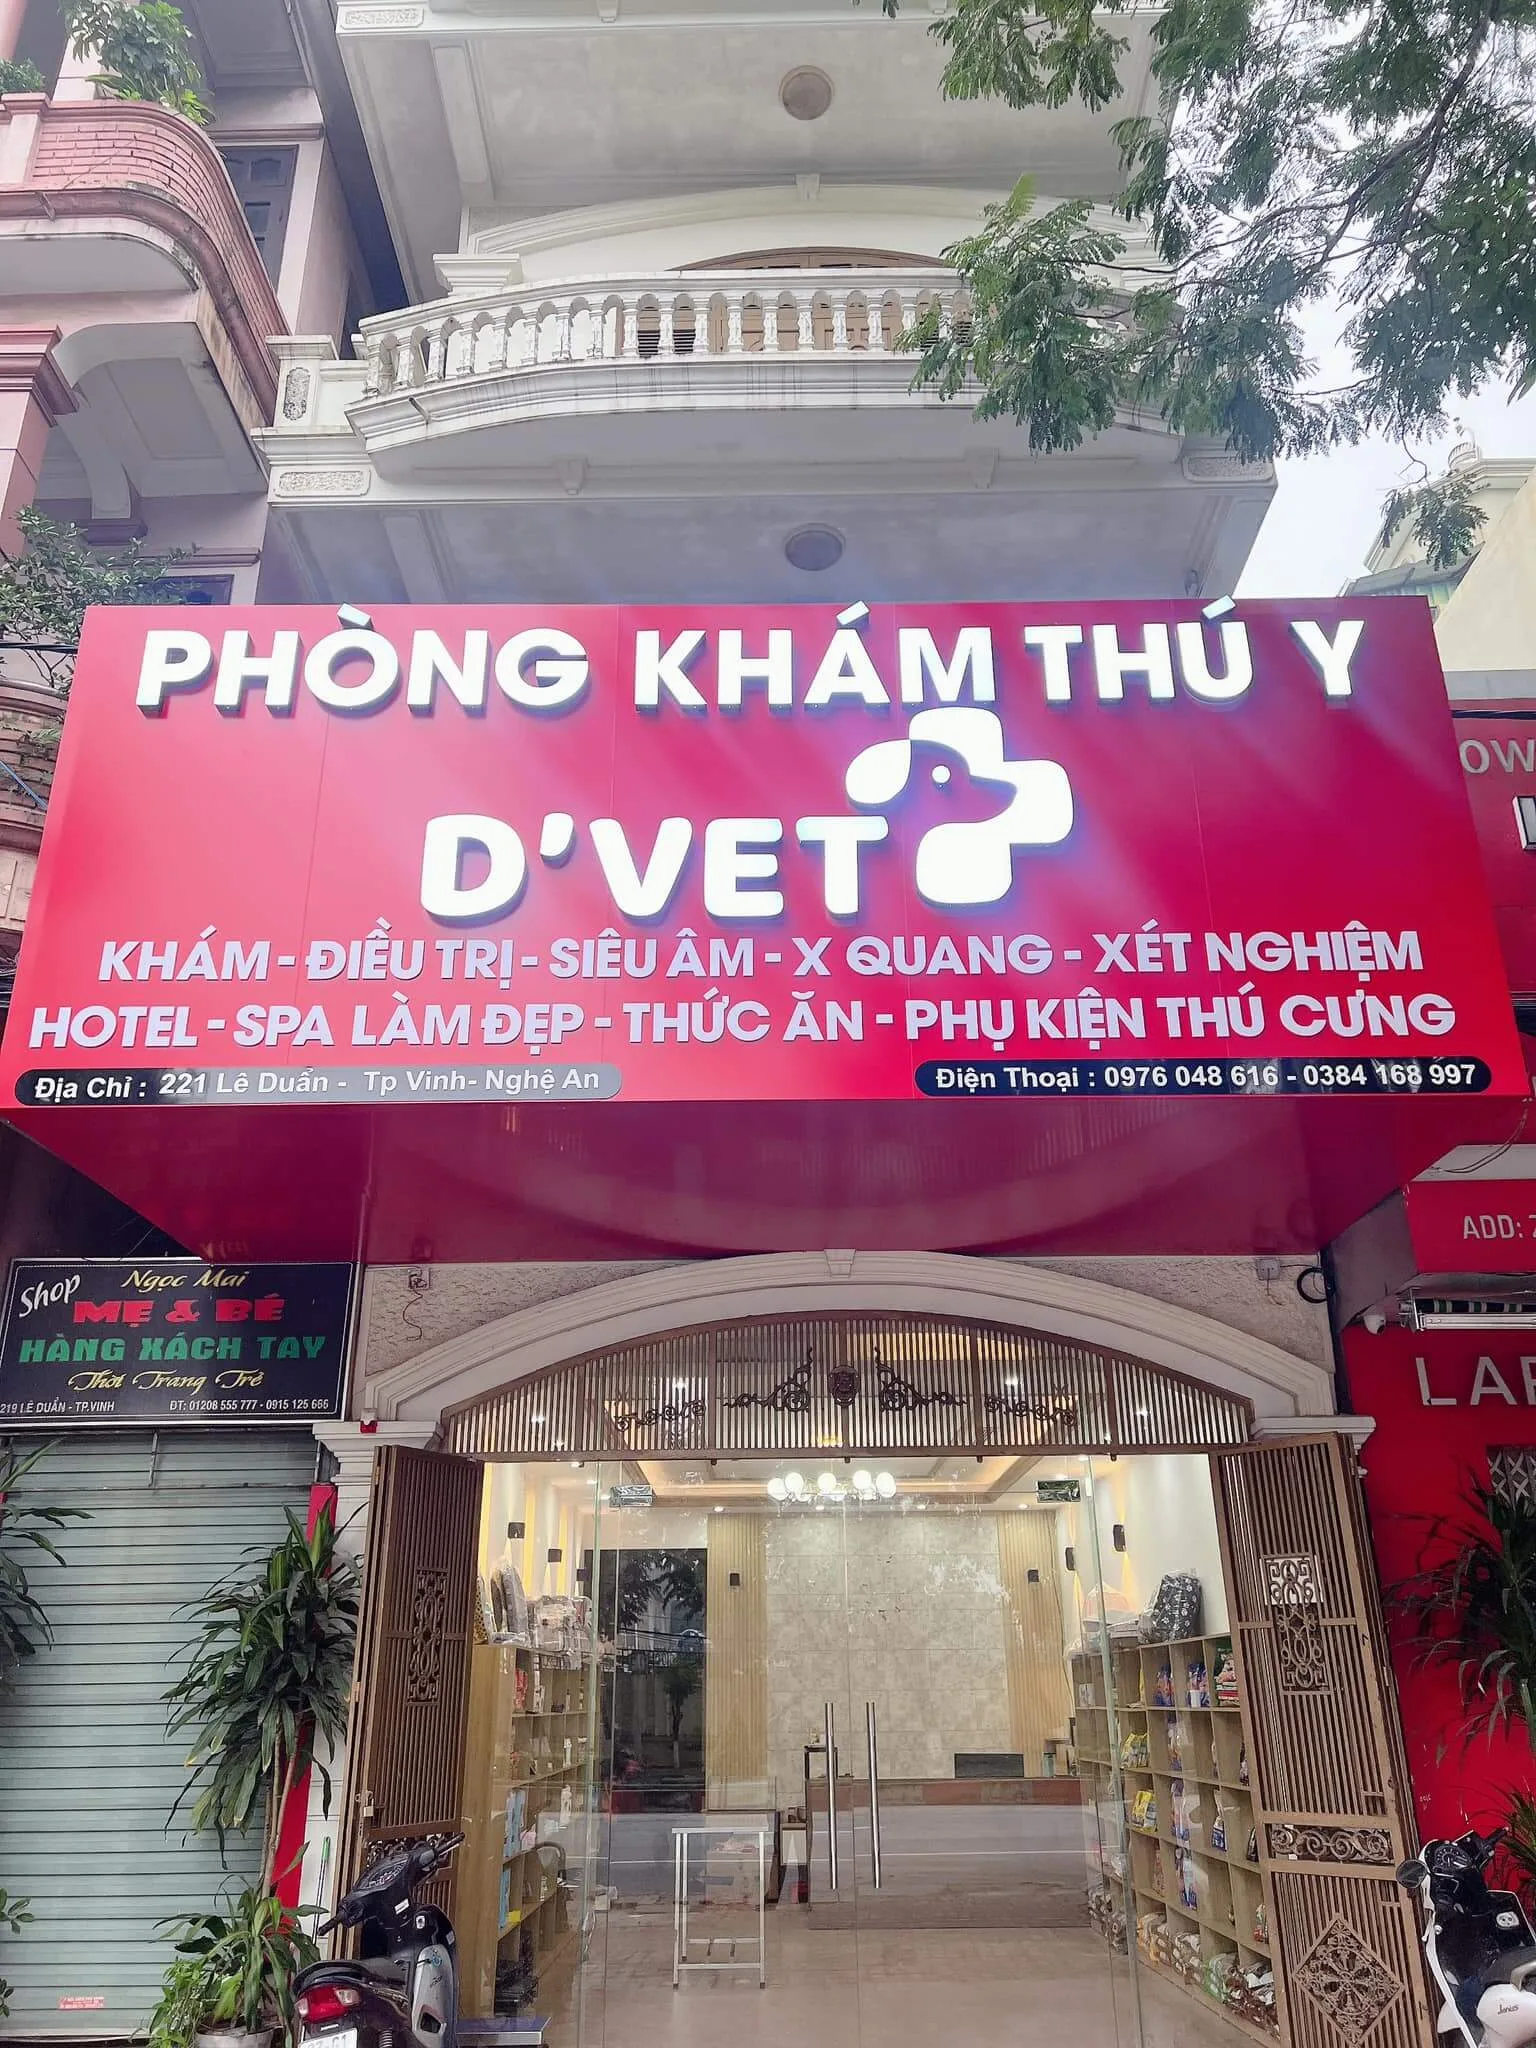 PHÒNG KHÁM THÚ Y
D'VET
KHÁM - ĐIỀU TRỊ - SIÊU ÂM - X QUANG - XÉT NGHIỆM
HOTEL - SPA LÀM ĐẸP - THỨC ĂN - PHỤ KIỆN THÚ CƯNG
Địa Chỉ : 221 Lê Duẩn - Tp Vinh - Nghệ An
Điện Thoại : 0976 048 616 - 0384 168 997
OW
ADD:
LAP
Shop Ngọc Mai
MẸ & BÉ
HÀNG XÁCH TAY
Thời Trang Trẻ
219 LÊ DUẨN - TP.VINH ĐT: 01208 555 777 - 0915 125 666
Janus